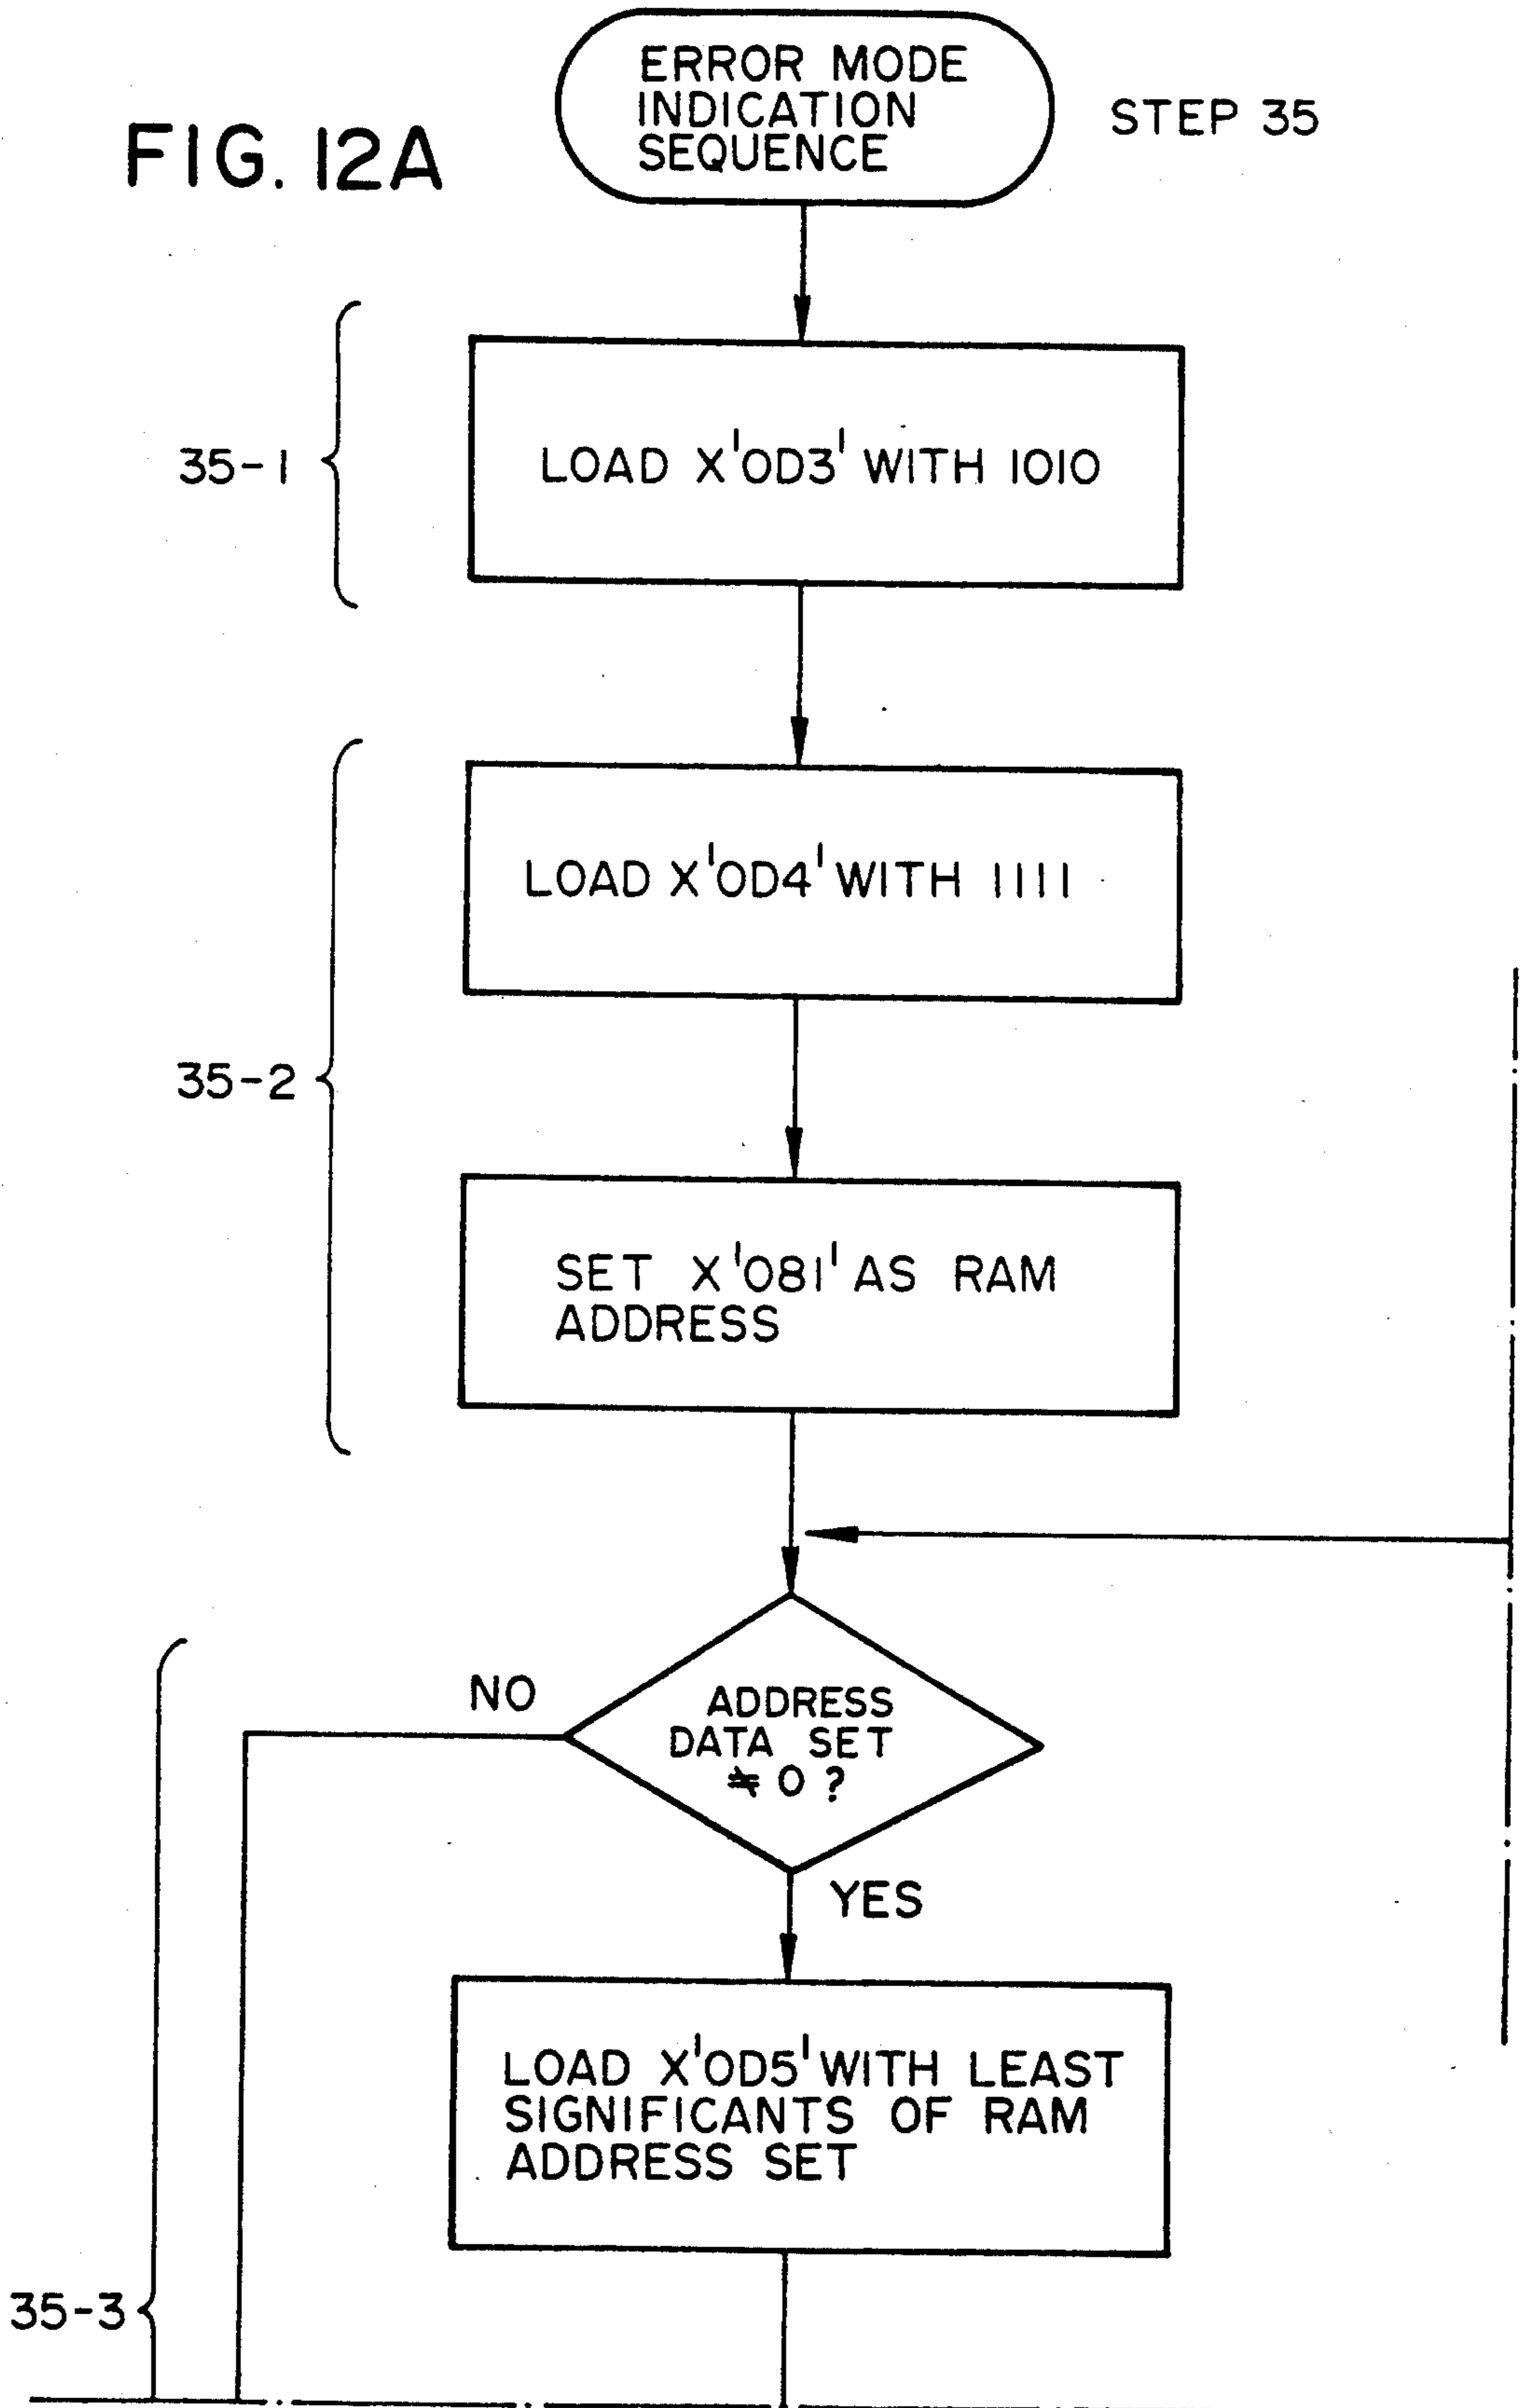 FIG. 12A
ERROR MODE
INDICATION
SEQUENCE
STEP 35
35-1
LOAD X'0D3' WITH 1010
35-2
LOAD X'0D4' WITH 1111
SET X'081' AS RAM
ADDRESS
NO
ADDRESS
DATA SET
≠ 0 ?
YES
LOAD X'0D5' WITH LEAST
SIGNIFICANTS OF RAM
ADDRESS SET
35-3